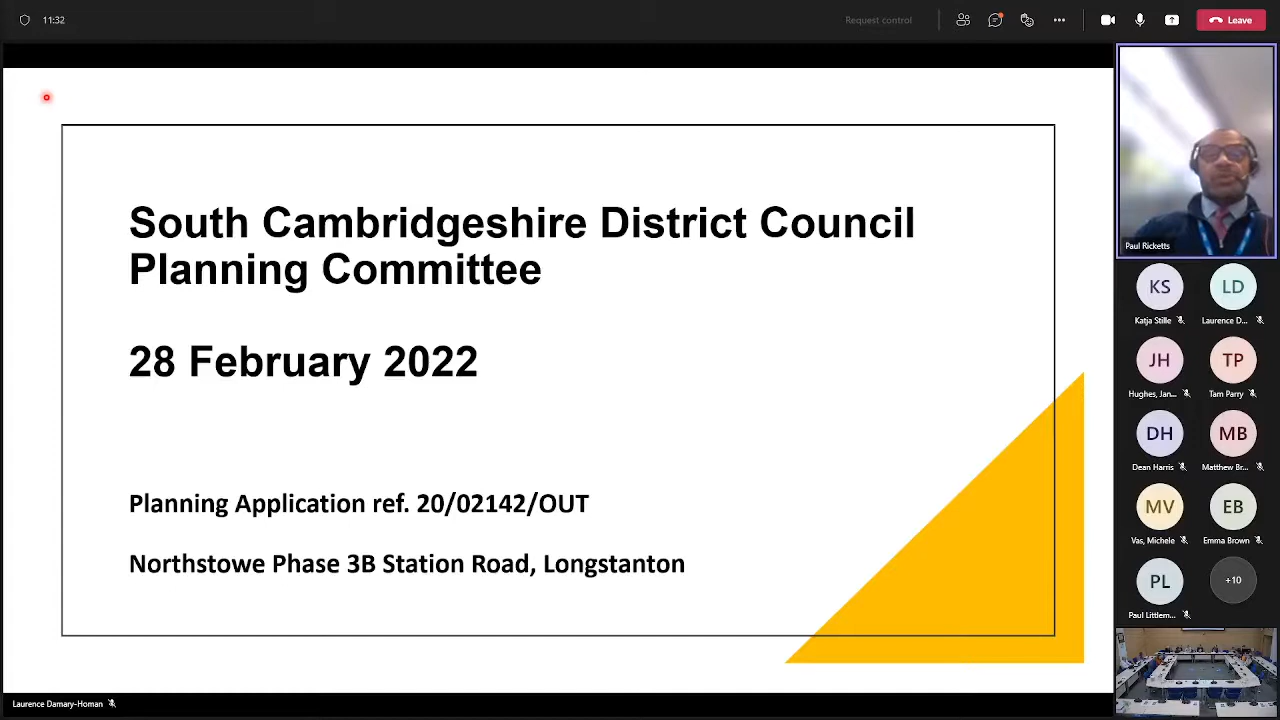 11:32
Request control
Leave
South Cambridgeshire District Council
Planning Committee
28 February 2022
Planning Application ref. 20/02142/OUT
Northstowe Phase 3B Station Road, Longstanton
Laurence Damary-Homan
Paul Ricketts
KS
LD
Katja Stille
Laurence D...
JH
TP
Hughes, Jan...
Tam Parry
DH
MB
Dean Harris
Matthew Br...
MV
EB
Vas, Michele
Emma Brown
PL
+10
Paul Littlem...